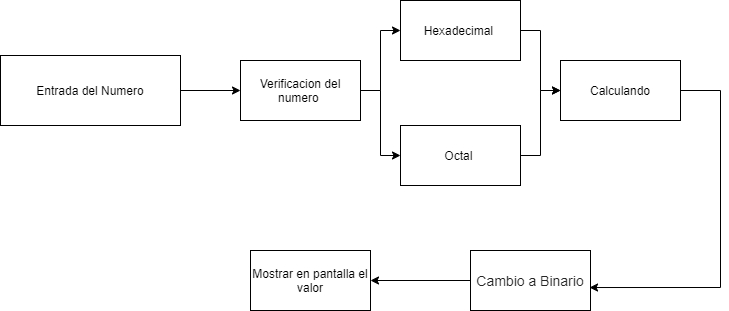 Hexadecimal
Entrada del Numero
Verificacion del
numero
Calculando
Octal
Mostrar en pantalla el
valor
Cambio a Binario